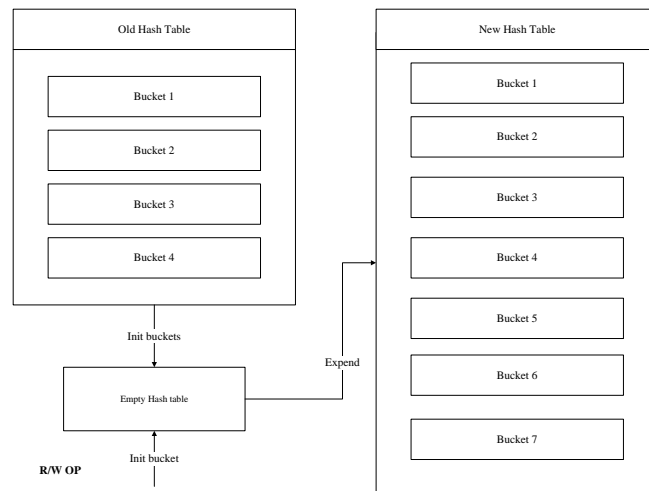 Old Hash Table
Bucket 1
Bucket 2
Bucket 3
Bucket 4
Init buckets
Empty Hash table
Init bucket
R/W OP
Expend
New Hash Table
Bucket 1
Bucket 2
Bucket 3
Bucket 4
Bucket 5
Bucket 6
Bucket 7